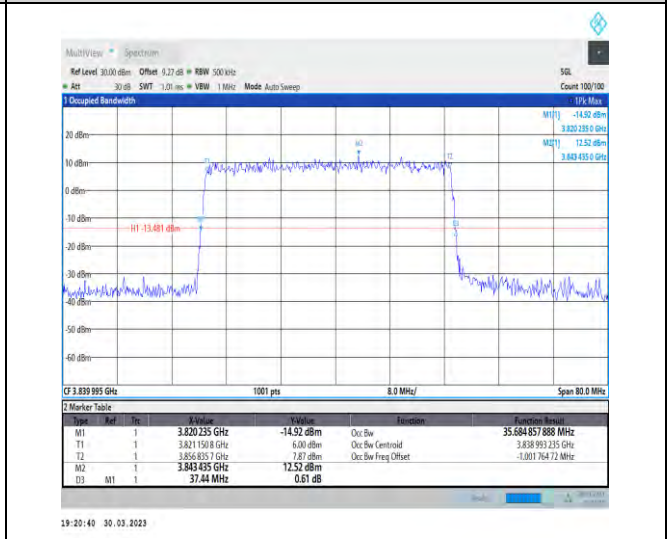 MultiView Spectrum
Ref Level 30.00 dBm Offset 9.27 dB RBW 500 kHz SGL
Att 30 dB SWT 1.01 ms VBW 1 MHz Mode Auto Sweep Count 100/100
1 Occupied Bandwidth 1Pk Max
M1[1] -14.92 dBm
3.820 235 0 GHz
M2[1] 12.52 dBm
3.843 435 0 GHz
20 dBm
M2
T1 T2
10 dBm
0 dBm
-10 dBm
H1 -13.481 dBm
-20 dBm
-30 dBm
-40 dBm
-50 dBm
-60 dBm
CF 3.839 995 GHz 1001 pts 8.0 MHz/ Span 80.0 MHz
2 Marker Table
Type Ref Trc X-Value Y-Value Function Function Result
M1 1 3.820235 GHz -14.92 dBm Occ Bw 35.684 857 888 MHz
T1 1 3.821 150 8 GHz 6.00 dBm Occ Bw Centroid 3.838 993 235 GHz
T2 1 3.856 835 7 GHz 7.87 dBm Occ Bw Freq Offset -1.001 764 72 MHz
M2 1 3.843 435 GHz 12.52 dBm
D3 M1 1 37.44 MHz 0.61 dB
19:20:40 30.03.2023